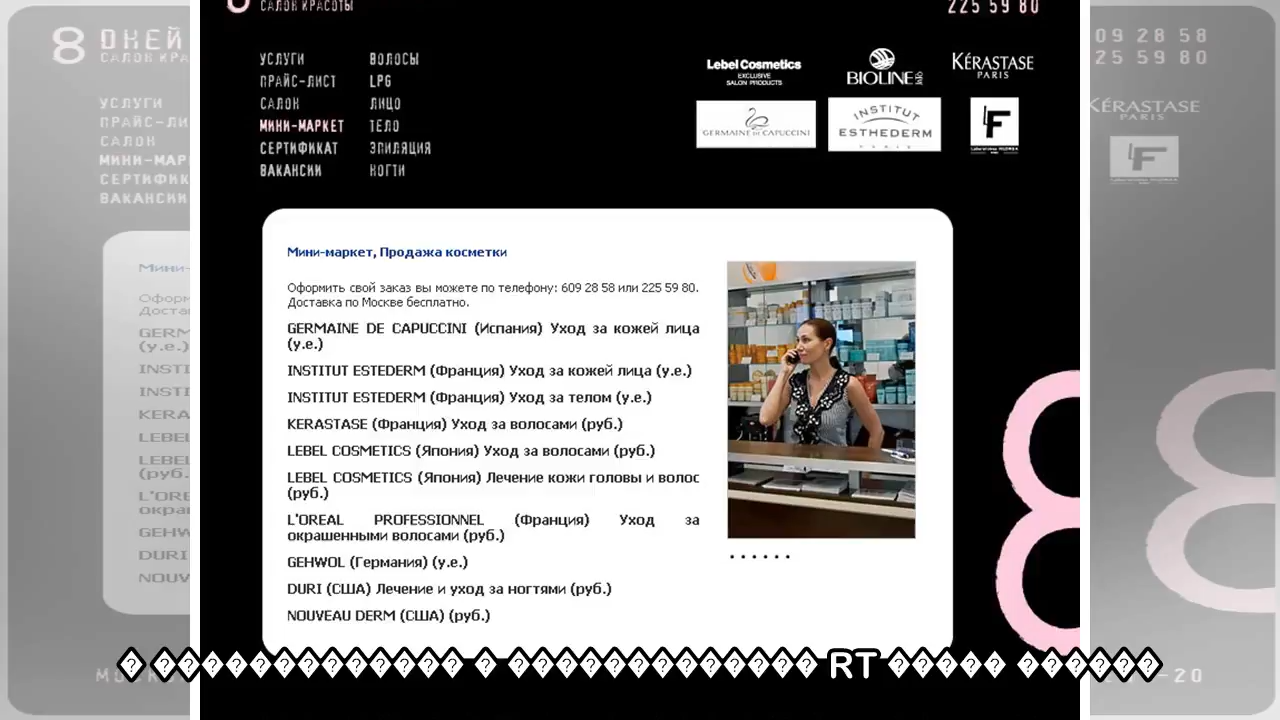 САЛОН КРАСОТЫ
225 59 80
УСЛУГИ ВОЛОСЫ
ПРАЙС-ЛИСТ LPG
САЛОН ЛИЦО
МИНИ-МАРКЕТ ТЕЛО
СЕРТИФИКАТ ЭПИЛЯЦИЯ
ВАКАНСИИ НОГТИ
Lebel Cosmetics
EXCLUSIVE
SALON PRODUCTS
BIOLINE
KÉRASTASE
PARIS
GERMAINE DE CAPUCCINI
INSTITUT
ESTHEDERM
PARIS
Мини-маркет, Продажа косметки
Оформить свой заказ вы можете по телефону: 609 28 58 или 225 59 80.
Доставка по Москве бесплатно.
GERMAINE DE CAPUCCINI (Испания) Уход за кожей лица
(у.е.)
INSTITUT ESTEDERM (Франция) Уход за кожей лица (у.е.)
INSTITUT ESTEDERM (Франция) Уход за телом (у.е.)
KERASTASE (Франция) Уход за волосами (руб.)
LEBEL COSMETICS (Япония) Уход за волосами (руб.)
LEBEL COSMETICS (Япония) Лечение кожи головы и волос
(руб.)
L'OREAL PROFESSIONNEL (Франция) Уход за
окрашенными волосами (руб.)
GEHWOL (Германия) (у.е.)
DURI (США) Лечение и уход за ногтями (руб.)
NOUVEAU DERM (США) (руб.)
8
RT